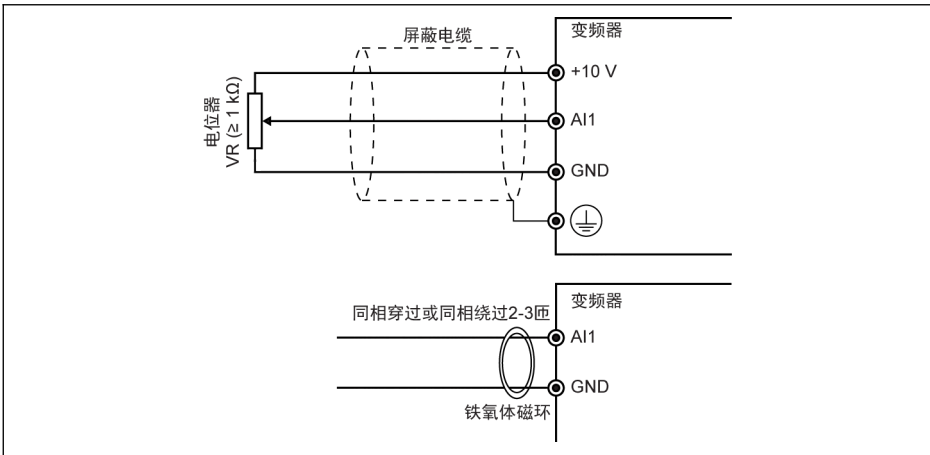 屏蔽电缆
变频器
+10 V
电位器
VR (≥ 1 kΩ)
AI1
GND
变频器
同相穿过或同相绕过2-3匝
AI1
GND
铁氧体磁环